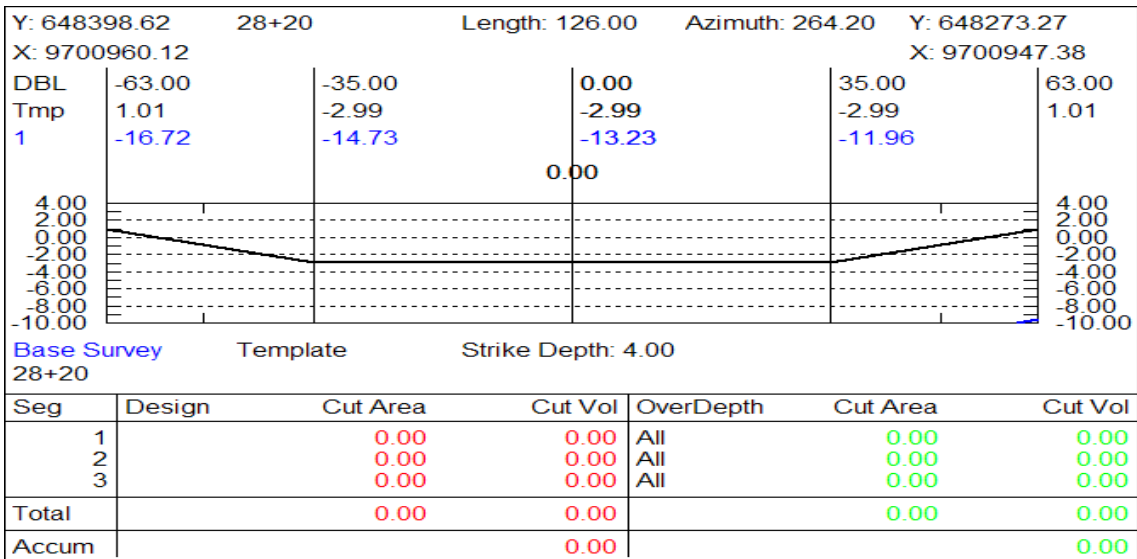 Y: 648398.62 28+20 Length: 126.00 Azimuth: 264.20 Y: 648273.27
X: 9700960.12 X: 9700947.38
DBL -63.00 -35.00 0.00 35.00 63.00
Tmp 1.01 -2.99 -2.99 -2.99 1.01
1 -16.72 -14.73 -13.23 -11.96
0.00
4.00 4.00
2.00 2.00
0.00 0.00
-2.00 -2.00
-4.00 -4.00
-6.00 -6.00
-8.00 -8.00
-10.00 -10.00
Base Survey Template Strike Depth: 4.00
28+20
Seg Design Cut Area Cut Vol OverDepth Cut Area Cut Vol
1 0.00 0.00 All 0.00 0.00
2 0.00 0.00 All 0.00 0.00
3 0.00 0.00 All 0.00 0.00
Total 0.00 0.00 0.00 0.00
Accum 0.00 0.00